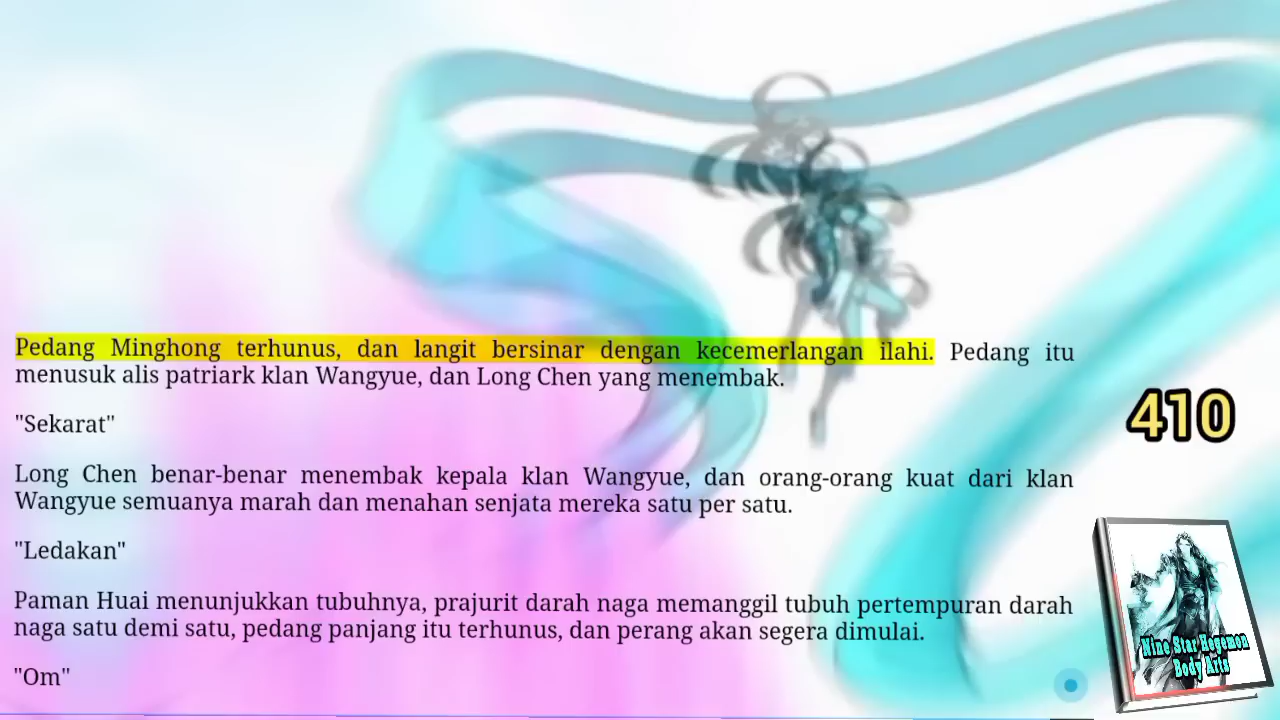 Pedang Minghong terhunus, dan langit bersinar dengan kecemerlangan ilahi. Pedang itu
menusuk alis patriark klan Wangyue, dan Long Chen yang menembak.
"Sekarat"
Long Chen benar-benar menembak kepala klan Wangyue, dan orang-orang kuat dari klan
Wangyue semuanya marah dan menahan senjata mereka satu per satu.
"Ledakan"
Paman Huai menunjukkan tubuhnya, prajurit darah naga memanggil tubuh pertempuran darah
naga satu demi satu, pedang panjang itu terhunus, dan perang akan segera dimulai.
"Om"
410
Nine Star Hegemon
Body Arts